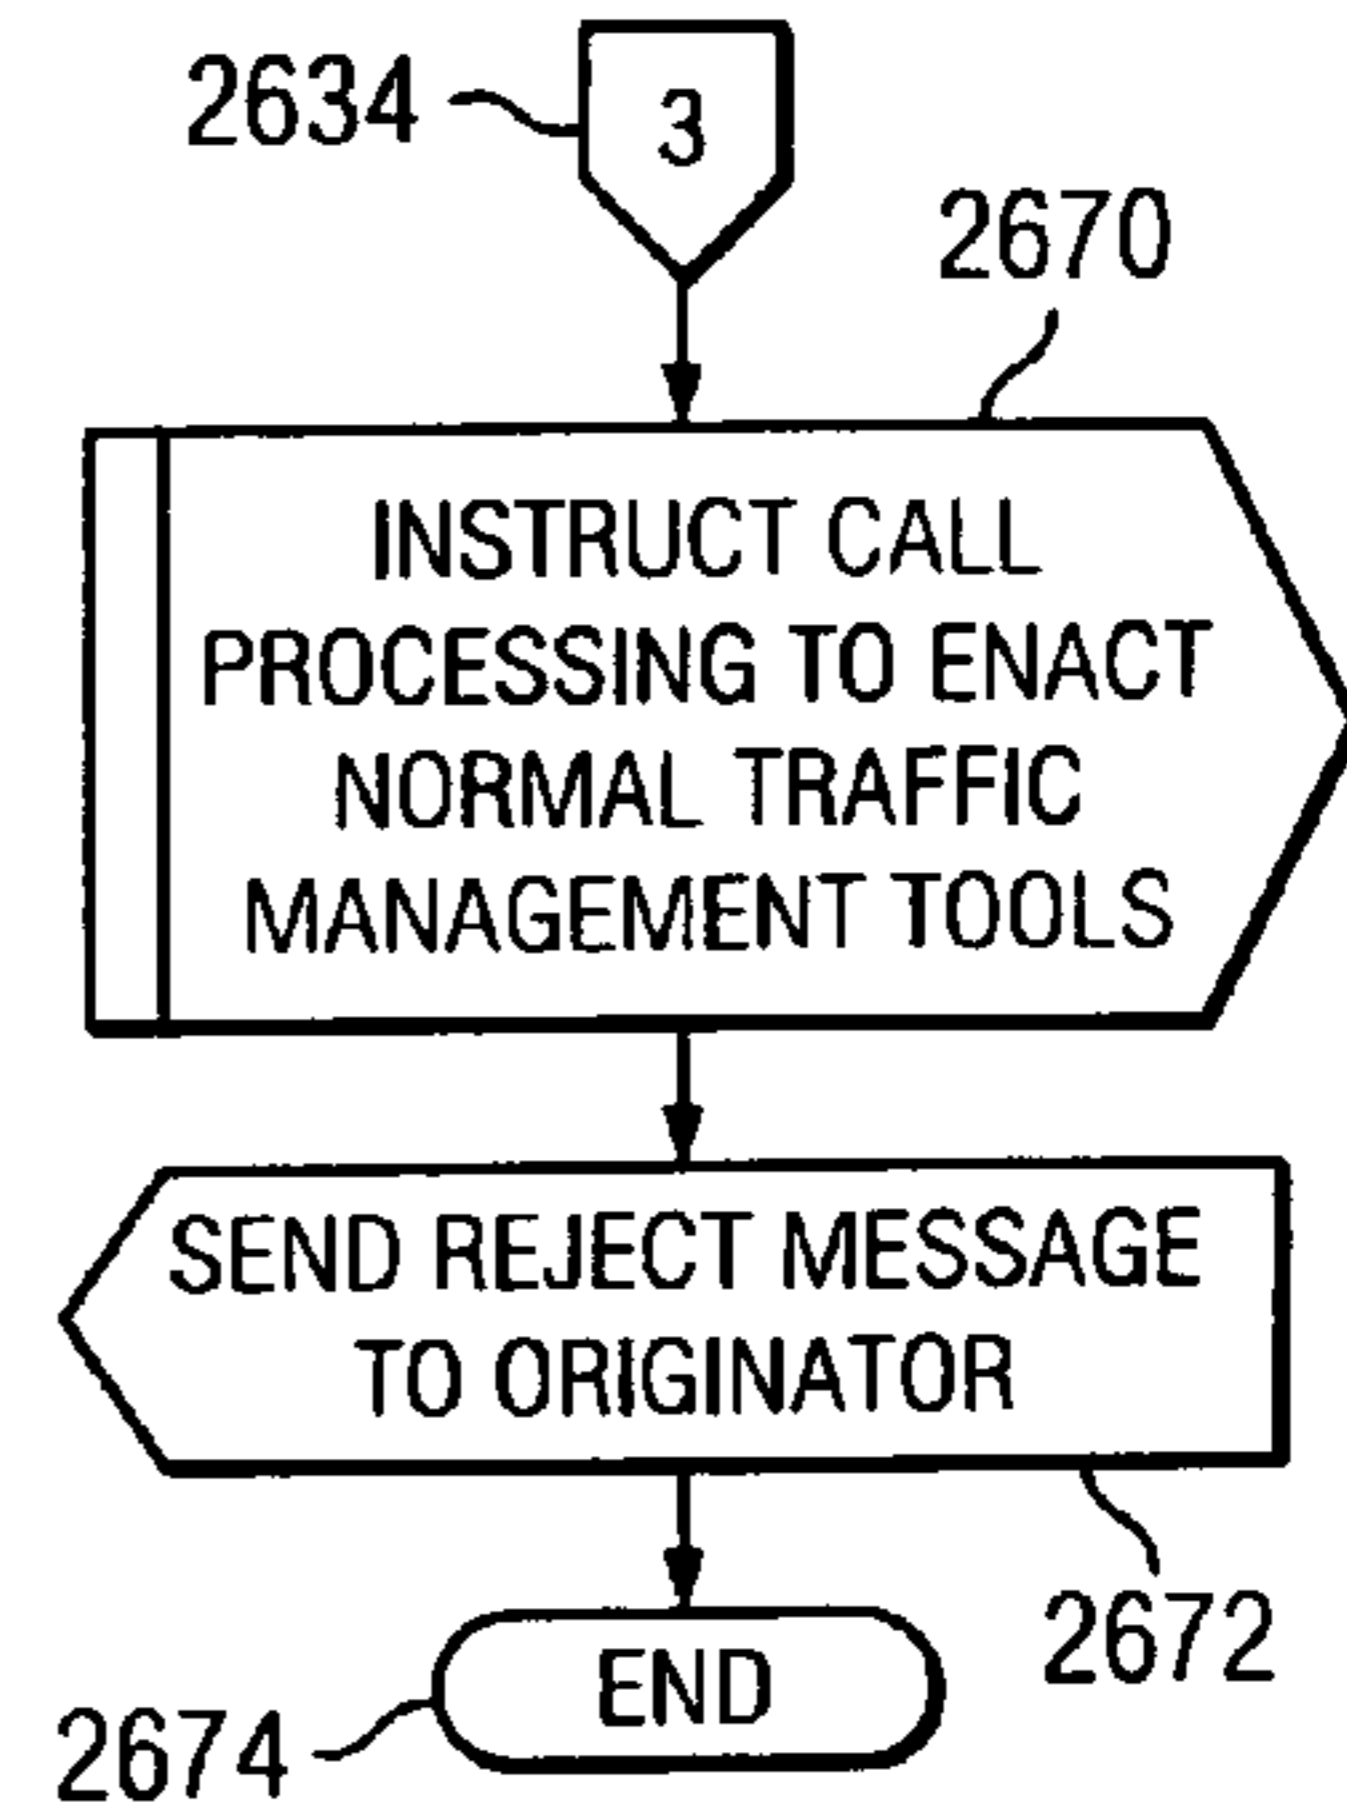 2634
3
2670
INSTRUCT CALL
PROCESSING TO ENACT
NORMAL TRAFFIC
MANAGEMENT TOOLS
SEND REJECT MESSAGE
TO ORIGINATOR
2672
END
2674